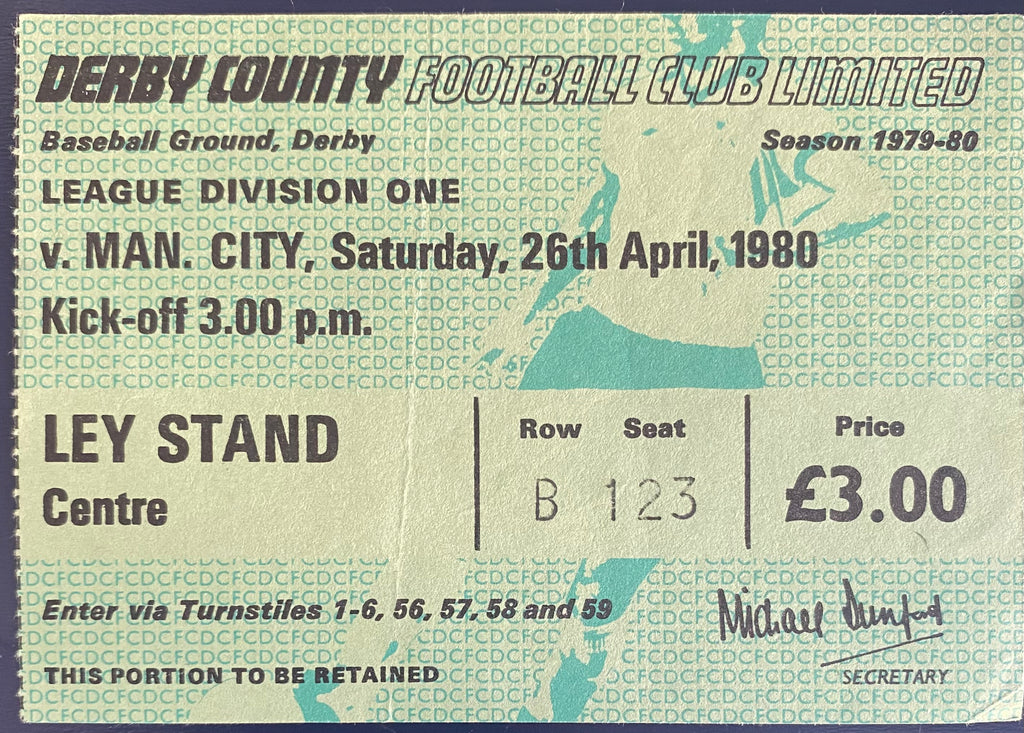 DERBY COUNTY FOOTBALL CLUB LIMITED
Baseball Ground, Derby Season 1979-80
LEAGUE DIVISION ONE
v. MAN. CITY, Saturday, 26th April, 1980
Kick-off 3.00 p.m.
LEY STAND
Centre
Row Seat
B 123
Price
£3.00
Enter via Turnstiles 1-6, 56, 57, 58 and 59
Michael Dunford
SECRETARY
THIS PORTION TO BE RETAINED